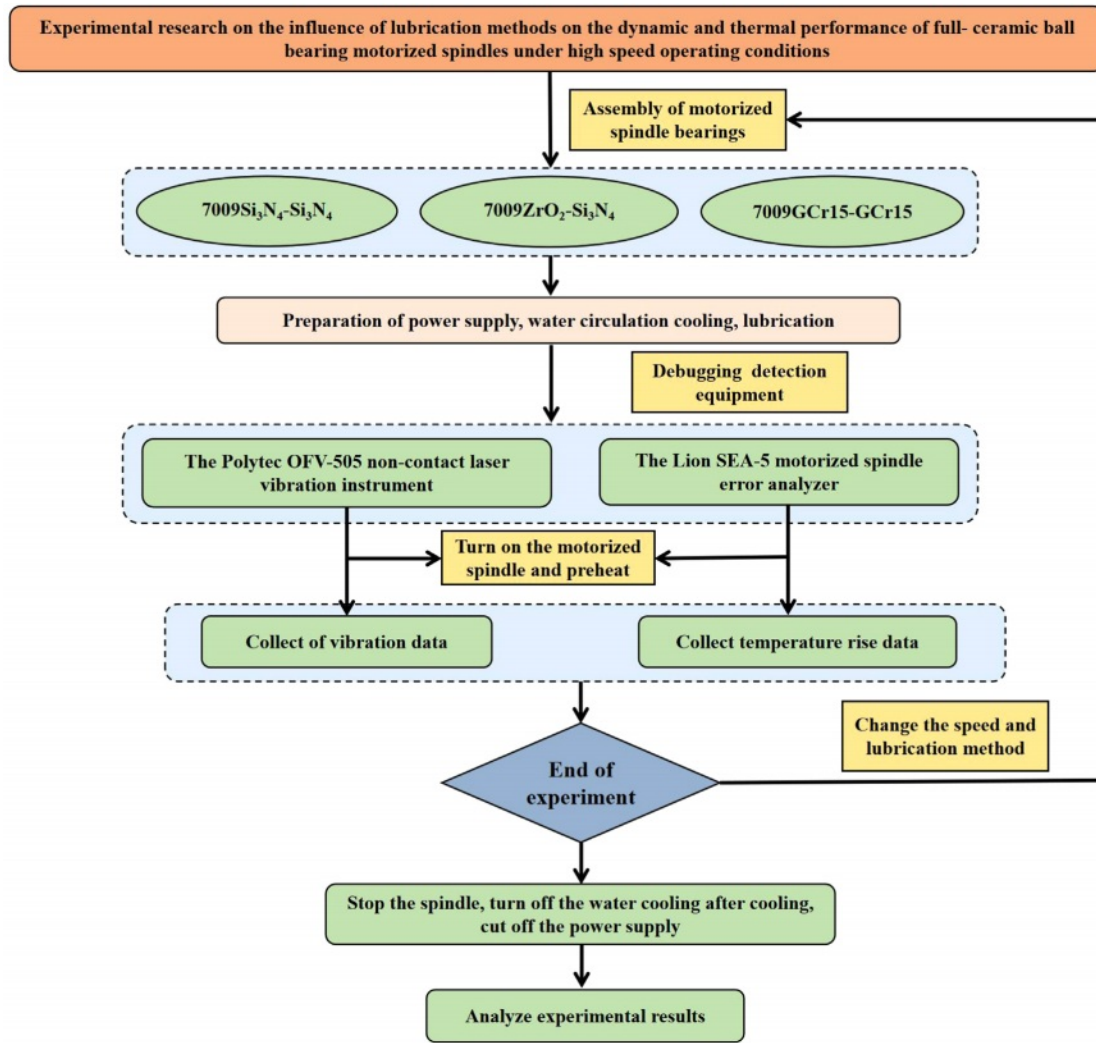 Experimental research on the influence of lubrication methods on the dynamic and thermal performance of full- ceramic ball
bearing motorized spindles under high speed operating conditions
Assembly of motorized
spindle bearings
7009Si₃N₄-Si₃N₄
7009ZrO₂-Si₃N₄
7009GCr15-GCr15
Preparation of power supply, water circulation cooling, lubrication
Debugging detection
equipment
The Polytec OFV-505 non-contact laser
vibration instrument
The Lion SEA-5 motorized spindle
error analyzer
Turn on the motorized
spindle and preheat
Collect of vibration data
Collect temperature rise data
Change the speed and
lubrication method
End of
experiment
Stop the spindle, turn off the water cooling after cooling,
cut off the power supply
Analyze experimental results